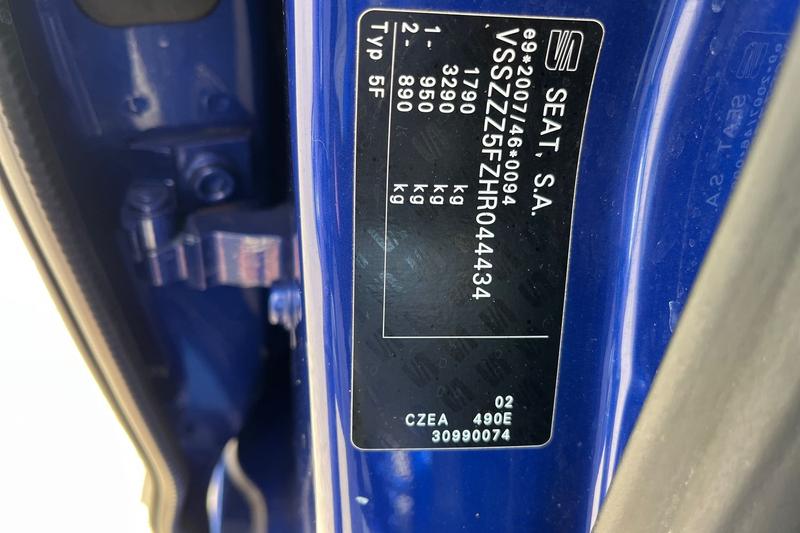 SEAT, S.A.
e9*2007/46*0094
VSSZZZ5FZHR044434
1790 kg
3290 kg
1- 950 kg
2- 890 kg
Typ 5F
02
CZEA 490E
30990074